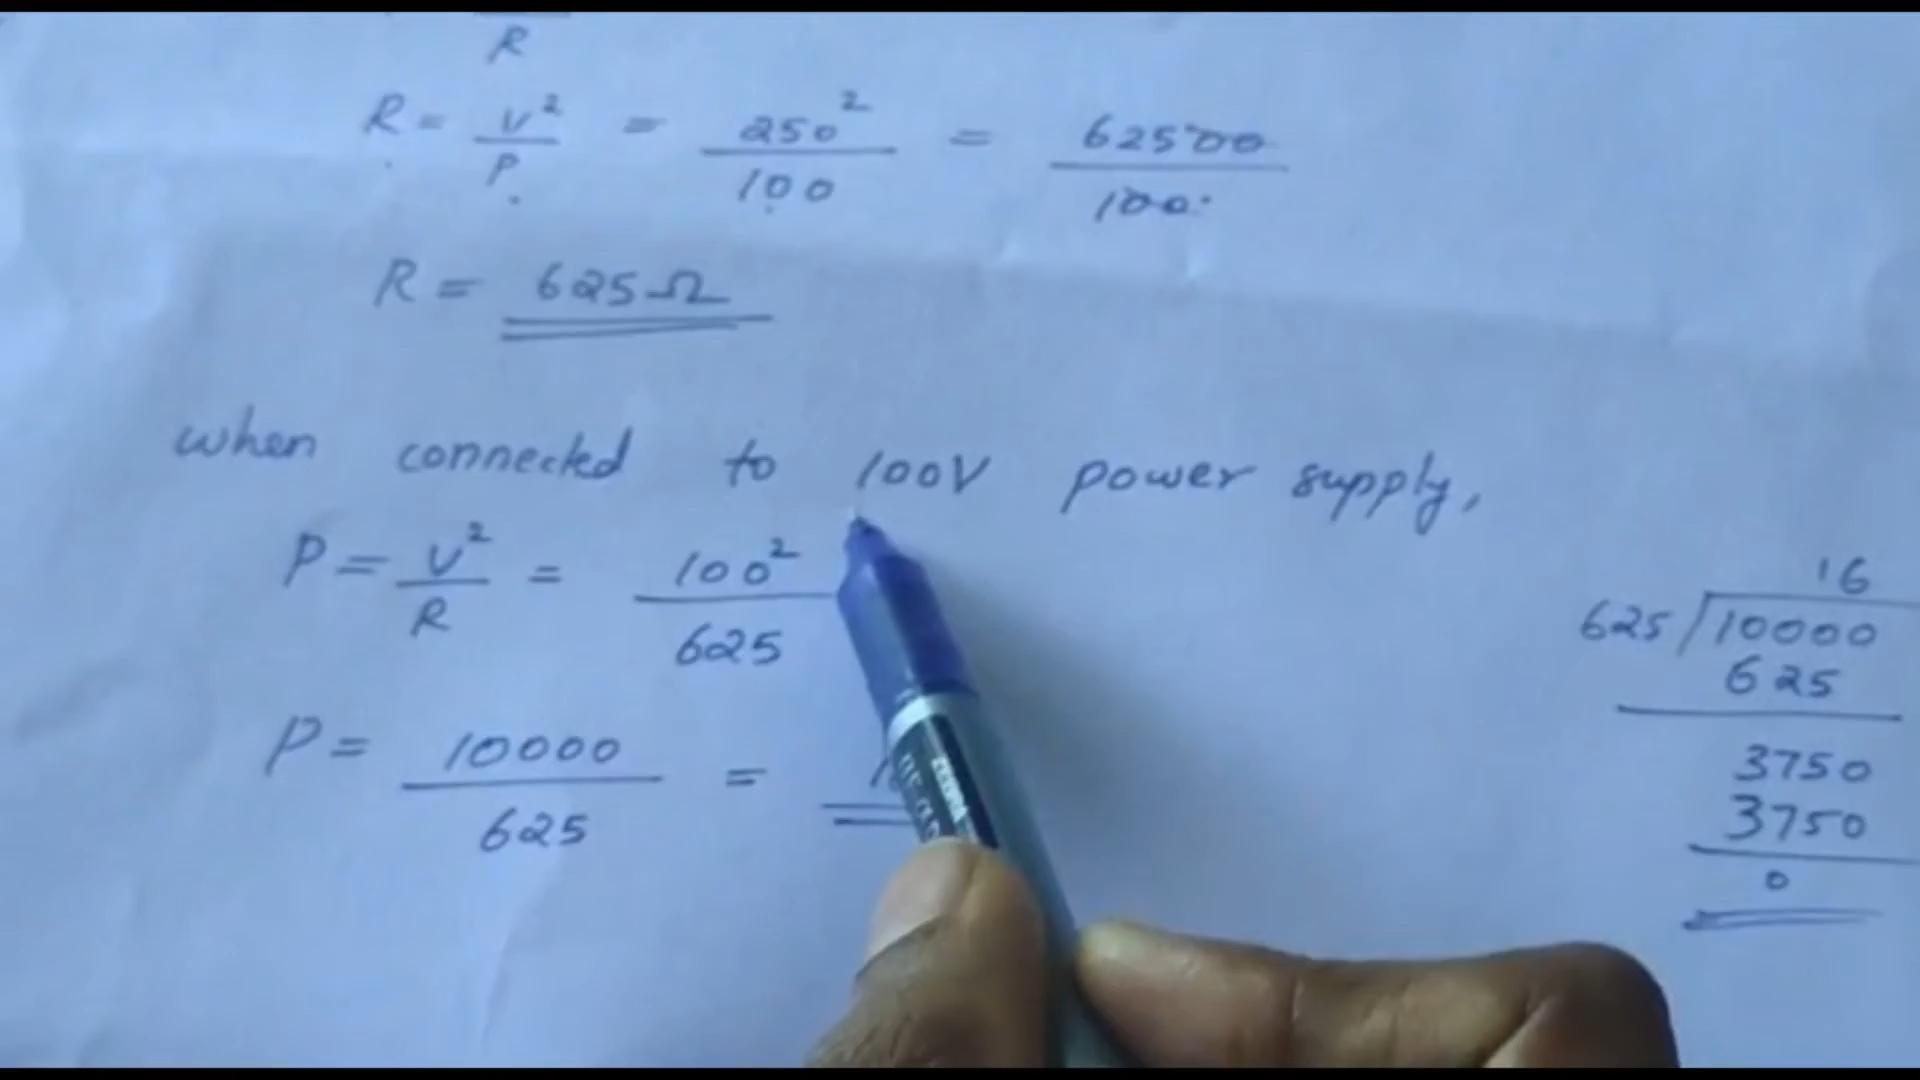 R
R = V² / P = 250² / 100 = 62500 / 100
R = 625Ω
when connected to 100V power supply,
P = V² / R = 100² / 625
P = 10000 / 625 =
16
625 10000
625
3750
3750
0
ZEBRA